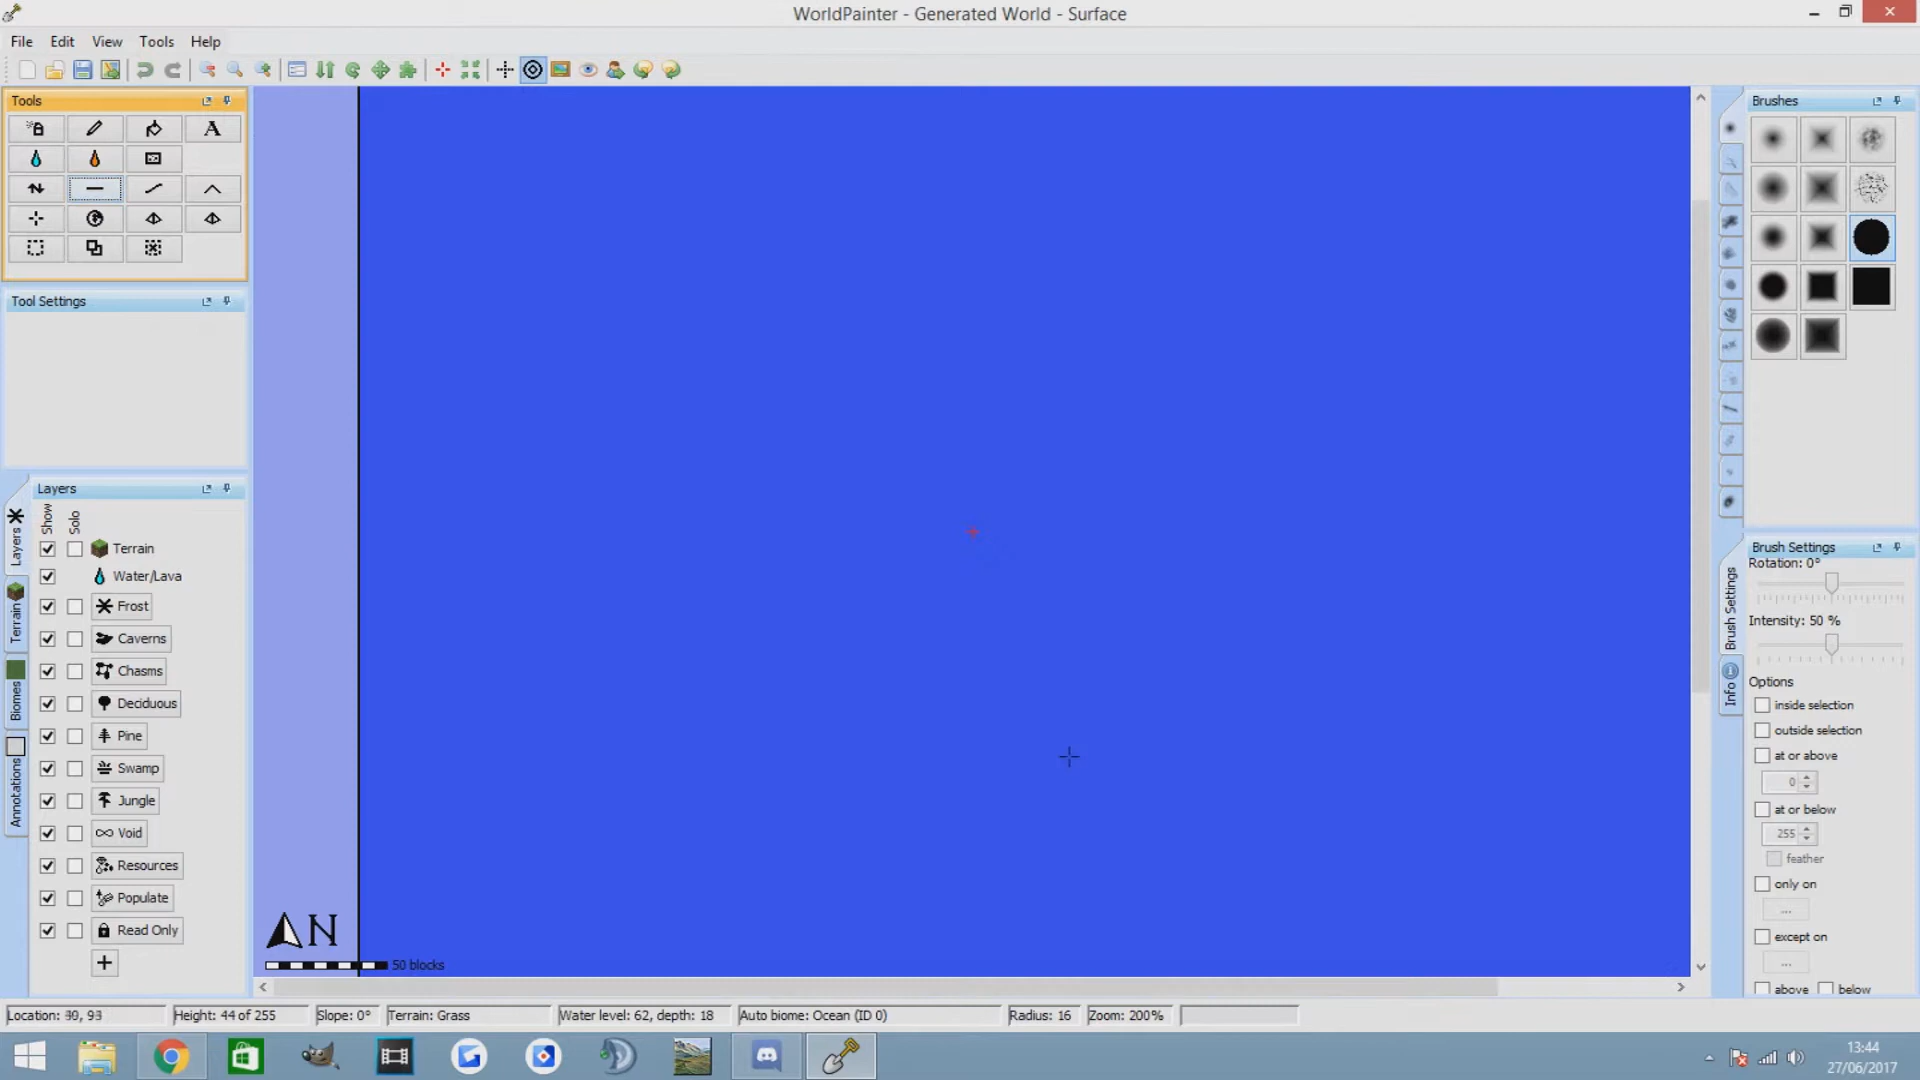 WorldPainter - Generated World - Surface
File Edit View Tools Help
Tools
A
Tool Settings
Layers
Show
Solo
Terrain
Water/Lava
Frost
Caverns
Chasms
Deciduous
Pine
Swamp
Jungle
Void
Resources
Populate
Read Only
+
Layers
Terrain
Biomes
Annotations
N
50 blocks
Brushes
Brush Settings
Info
Brush Settings
Rotation: 0°
Intensity: 50 %
Options
inside selection
outside selection
at or above
0
at or below
255
feather
only on
...
except on
...
above below
Location: 39, 93 Height: 44 of 255 Slope: 0° Terrain: Grass Water level: 62, depth: 18 Auto biome: Ocean (ID 0) Radius: 16 Zoom: 200%
13:44
27/06/2017